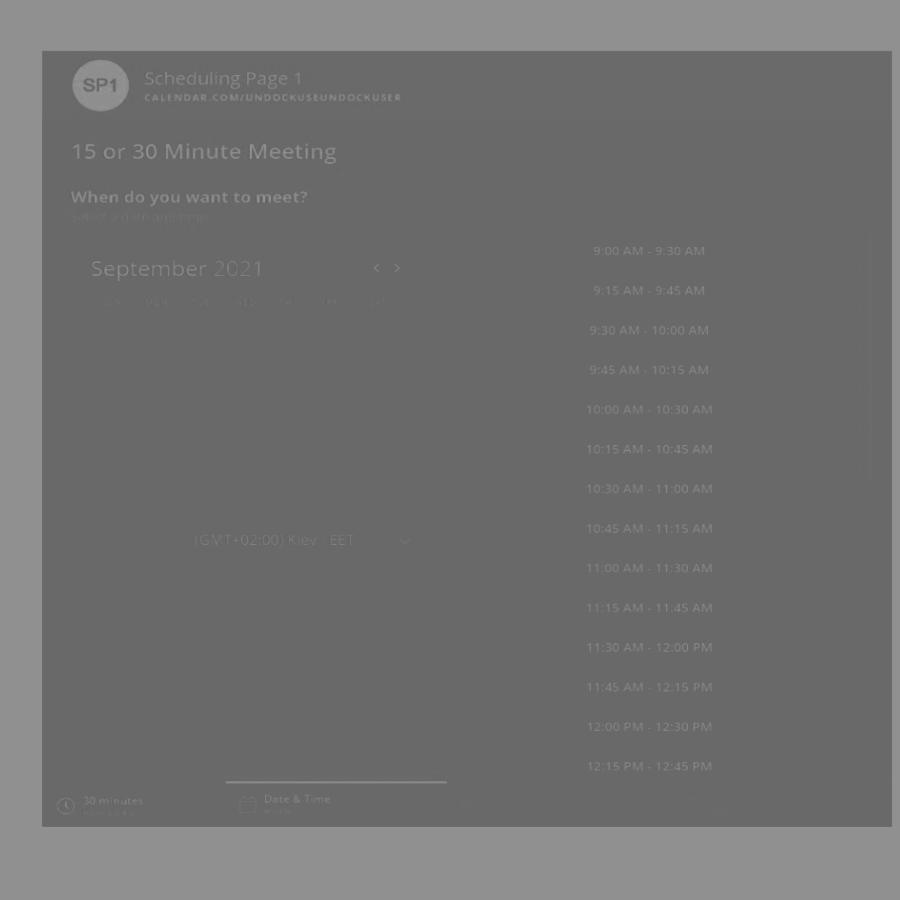 SP1
Scheduling Page 1
CALENDAR.COM/UNDOCKUSEUNDOCKUSER
15 or 30 Minute Meeting
When do you want to meet?
September 2021
9:00 AM - 9:30 AM
9:15 AM - 9:45 AM
9:30 AM - 10:00 AM
9:45 AM - 10:15 AM
10:00 AM - 10:30 AM
10:15 AM - 10:45 AM
10:30 AM - 11:00 AM
10:45 AM - 11:15 AM
11:00 AM - 11:30 AM
11:15 AM - 11:45 AM
11:30 AM - 12:00 PM
11:45 AM - 12:15 PM
12:00 PM - 12:30 PM
12:15 PM - 12:45 PM
(GMT+02:00) Kiev - EET
30 minutes
Date & Time